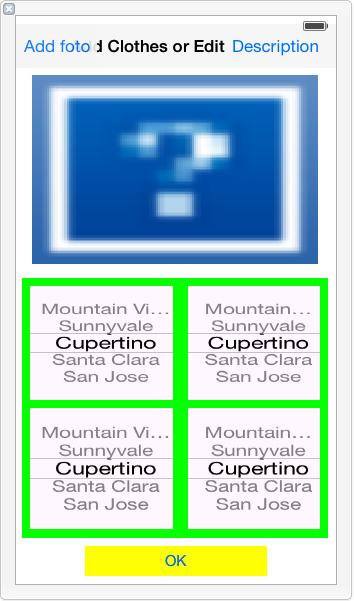 Add foto d Clothes or Edit Description
?
Mountain Vi... Mountain...
Sunnyvale Sunnyvale
Cupertino Cupertino
Santa Clara Santa Clara
San Jose San Jose
Mountain Vi... Mountain...
Sunnyvale Sunnyvale
Cupertino Cupertino
Santa Clara Santa Clara
San Jose San Jose
OK